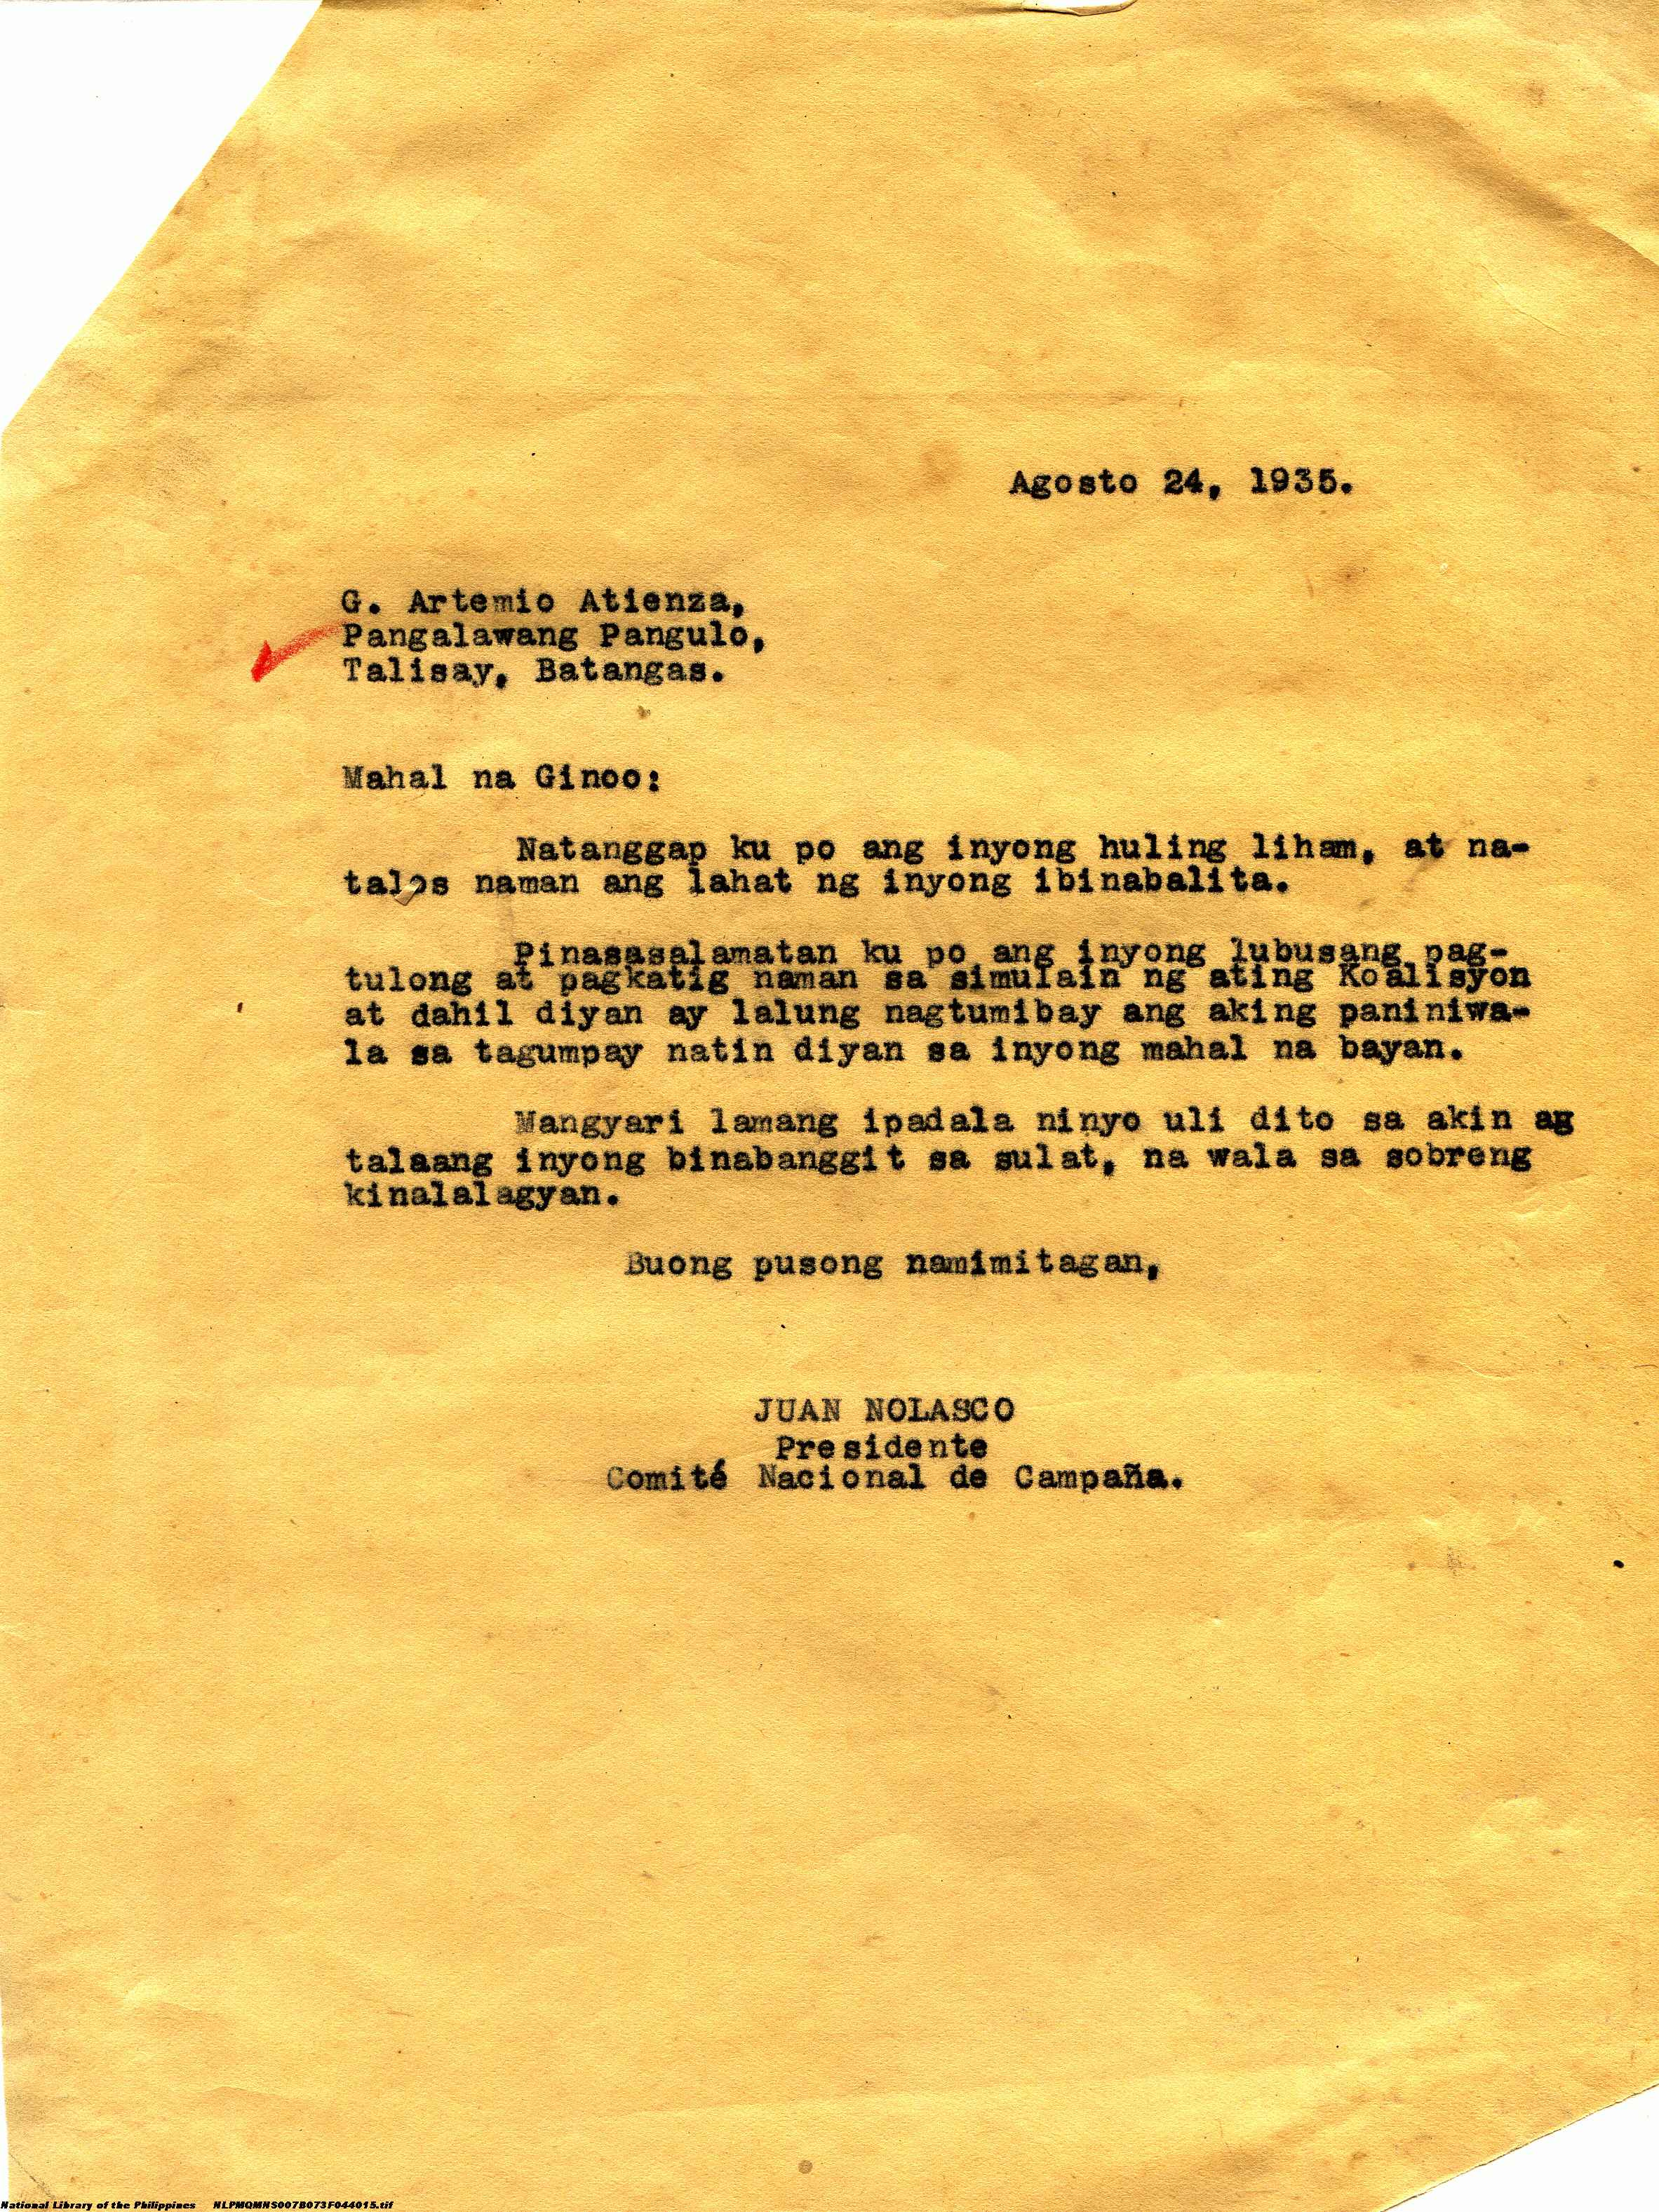 Agosto 24, 1935.
G. Artemio Atienza,
Pangalawang Pangulo,
Talisay, Batangas.
Mahal na Ginoo:
Natanggap ku po ang inyong huling liham, at na-
talos naman ang lahat ng inyong ibinabalita.
Pinasasalamatan ku po ang inyong lubusang pag-
tulong at pagkatig naman sa simulain ng ating Koalisyon
at dahil diyan ay lalung nagtumibay ang aking paniniwa-
la sa tagumpay natin diyan sa inyong mahal na bayan.
Mangyari lamang ipadala ninyo uli dito sa akin ag
talaang inyong binabanggit sa sulat, na wala sa sobreng
kinalalagyan.
Buong pusong namimitagan,
JUAN NOLASCO
Presidente
Comité Nacional de Campaña.
National Library of the Philippines NLPMQMNS007B073F044015.tif